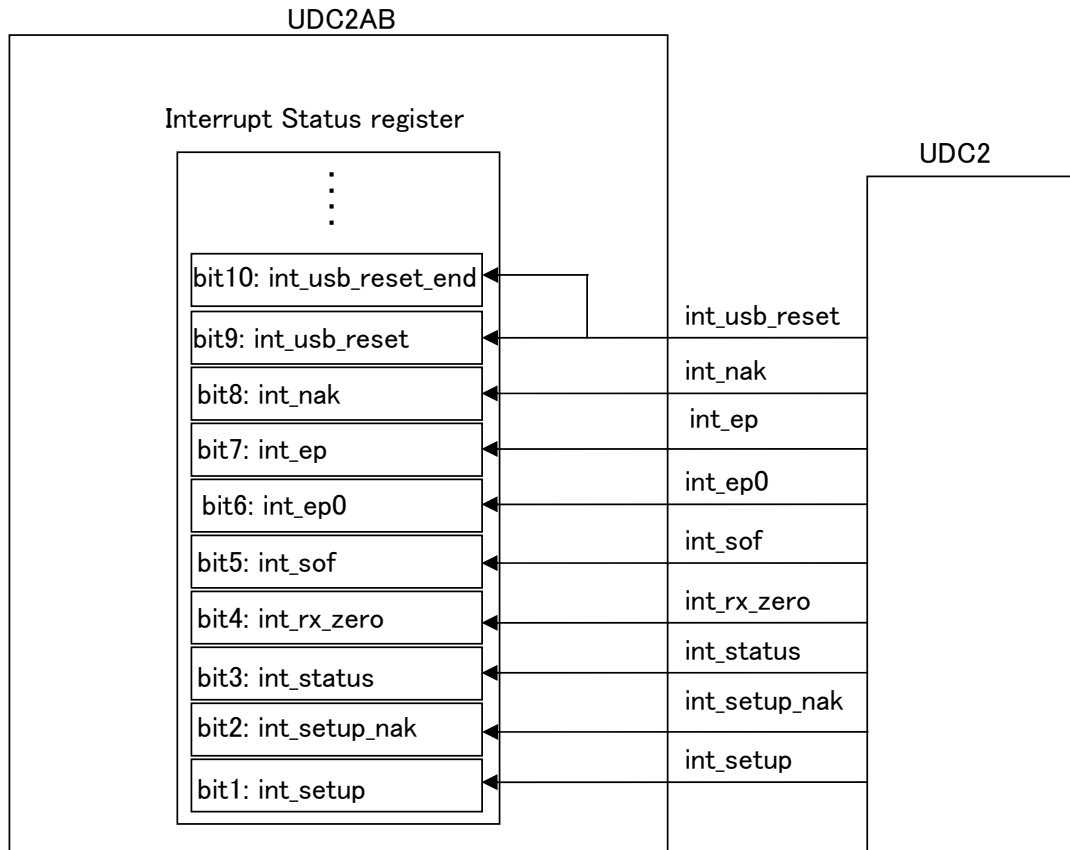 UDC2AB
Interrupt Status register
UDC2
bit10: int_usb_reset_end
int_usb_reset
bit9: int_usb_reset
int_nak
bit8: int_nak
int_ep
bit7: int_ep
int_ep0
bit6: int_ep0
int_sof
bit5: int_sof
int_rx_zero
bit4: int_rx_zero
int_status
bit3: int_status
int_setup_nak
bit2: int_setup_nak
int_setup
bit1: int_setup